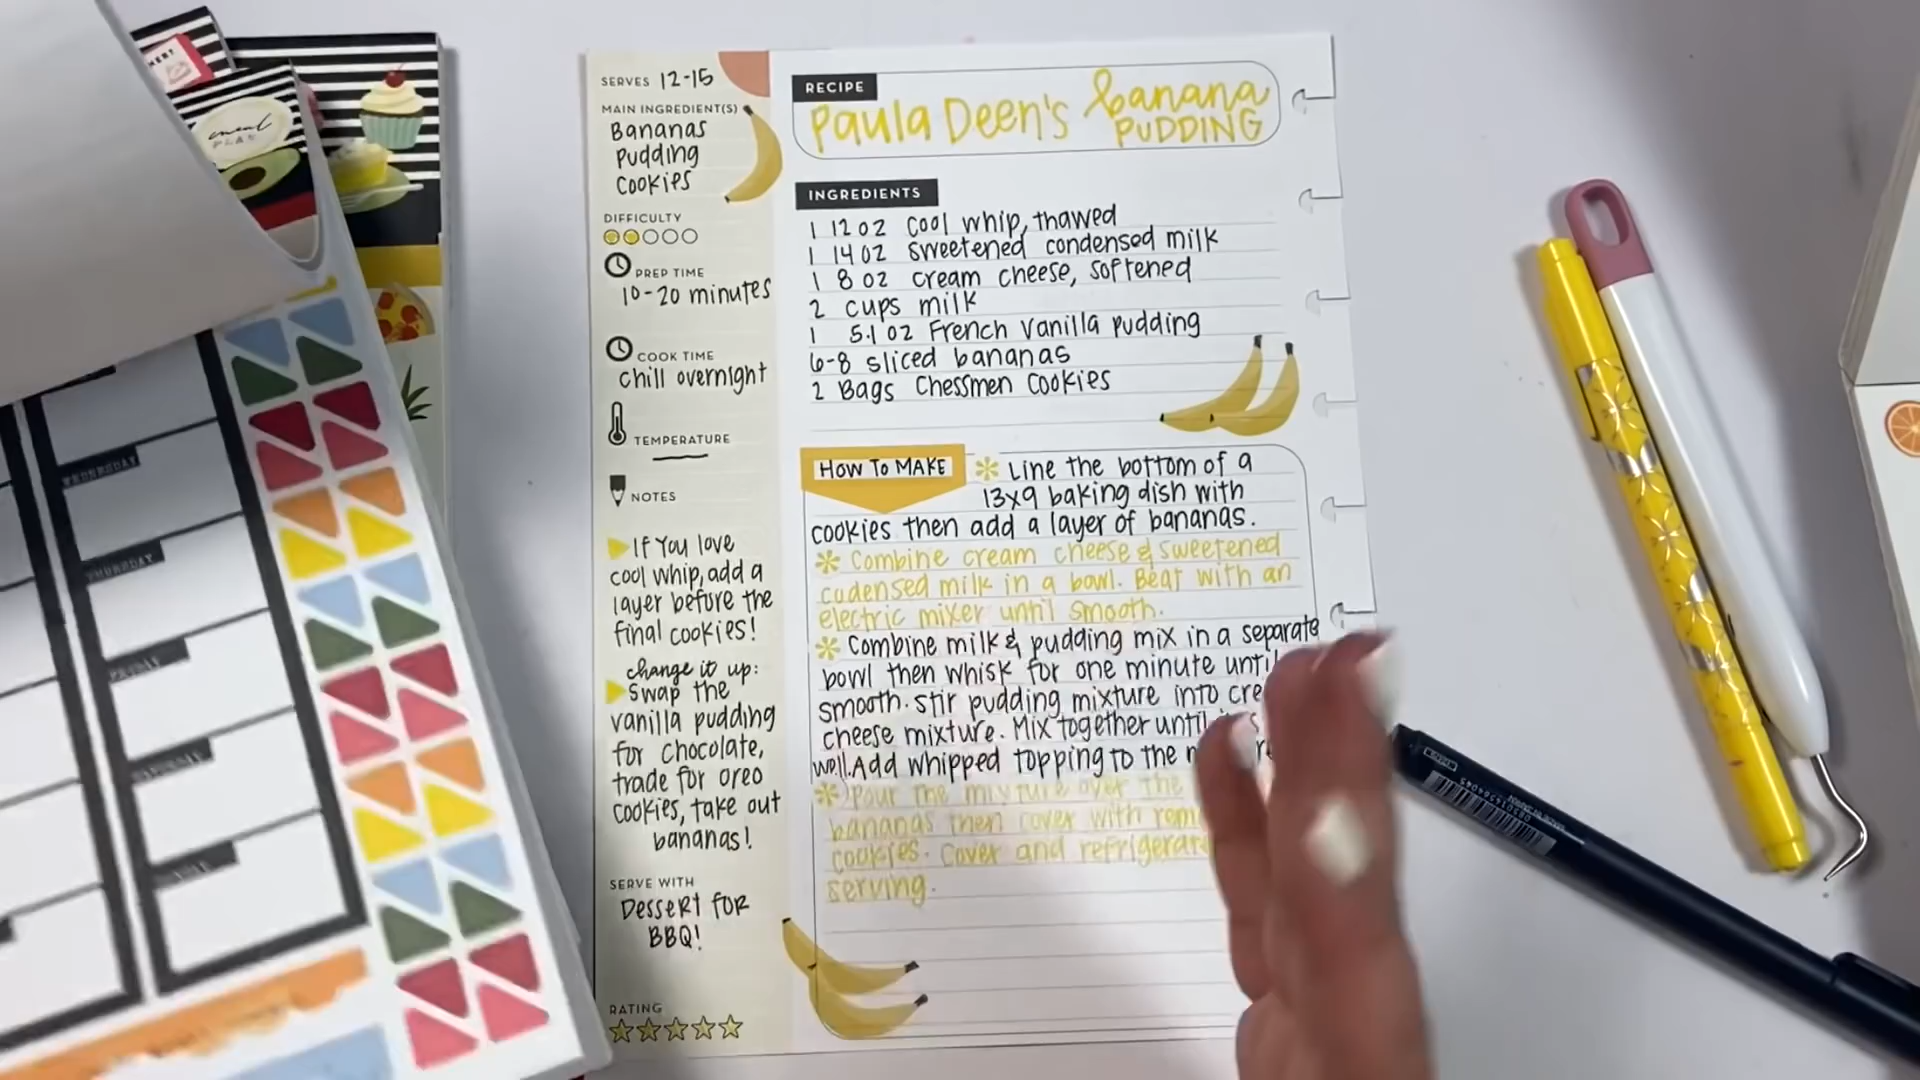 SERVES 12-15
MAIN INGREDIENT(S)
Bananas
Pudding
Cookies
DIFFICULTY
PREP TIME
10-20 minutes
COOK TIME
chill overnight
TEMPERATURE
NOTES
If You love
cool whip, add a
layer before the
final cookies!
change it up:
Swap the
vanilla pudding
for chocolate,
trade for oreo
cookies, take out
bananas!
SERVE WITH
Dessert for
BBQ!
RATING
RECIPE
Paula Deen's banana
PUDDING
INGREDIENTS
1 12 oz Cool whip, thawed
1 14 oz sweetened condensed milk
1 8 oz cream cheese, softened
2 cups milk
1 5.1 oz French Vanilla pudding
6-8 sliced bananas
2 Bags Chessmen Cookies
HOW TO MAKE
* Line the bottom of a
13x9 baking dish with
cookies then add a layer of bananas.
* Combine cream cheese & sweetened
cudensed milk in a bowl. Beat with an
electric mixer until smooth.
* Combine milk & pudding mix in a separate
bowl then whisk for one minute until
smooth. Stir pudding mixture into
cheese mixture. Mix together until
well. Add whipped topping to the
* Pour the mixture over the
bananas then cover with
cookies. Cover and
serving.
meal
PLAN
WEDNESDAY
THURSDAY
FRIDAY
SATURDAY